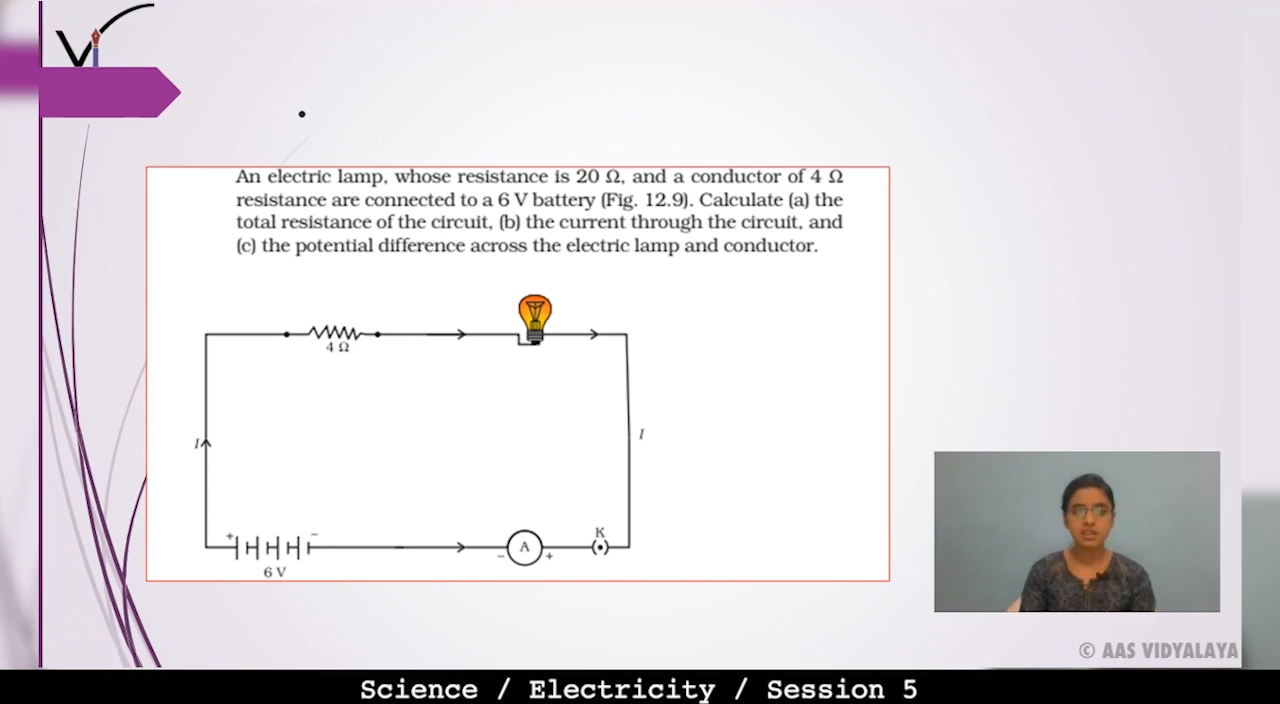 An electric lamp, whose resistance is 20 Ω, and a conductor of 4 Ω
resistance are connected to a 6 V battery (Fig. 12.9). Calculate (a) the
total resistance of the circuit, (b) the current through the circuit, and
(c) the potential difference across the electric lamp and conductor.
4 Ω
I
I
+ −
K
− A +
6 V
© AAS VIDYALAYA
Science / Electricity / Session 5